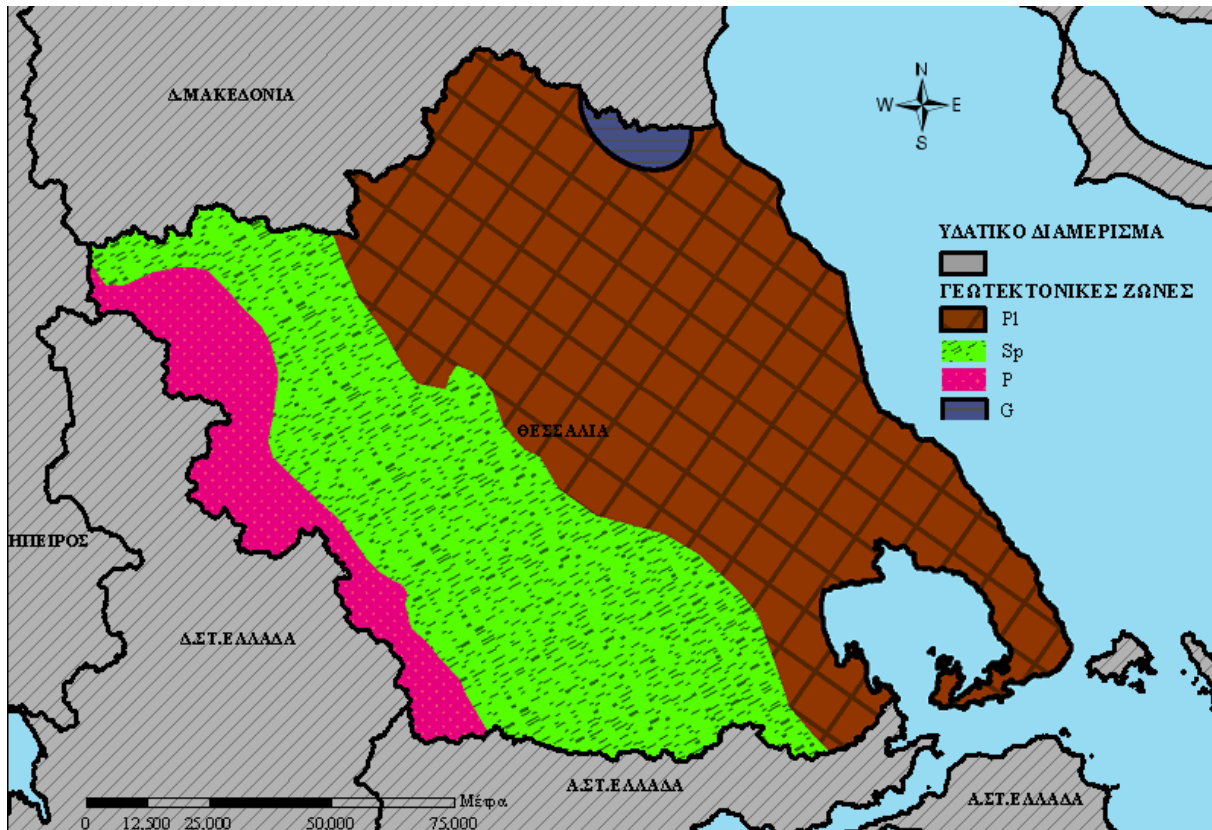 Δ.ΜΑΚΕΔΟΝΙΑ
N
W E
S
ΥΔΑΤΙΚΟ ΔΙΑΜΕΡΙΣΜΑ
ΓΕΩΤΕΚΤΟΝΙΚΕΣ ΖΩΝΕΣ
Pl
Sp
P
G
ΘΕΣΣΑΛΙΑ
ΗΠΕΙΡΟΣ
Δ.ΣΤ.ΕΛΛΑΔΑ
Α.ΣΤ.ΕΛΛΑΔΑ
Α.ΣΤ.ΕΛΛΑΔΑ
Μέτρα
0 12,500 25,000 50,000 75,000